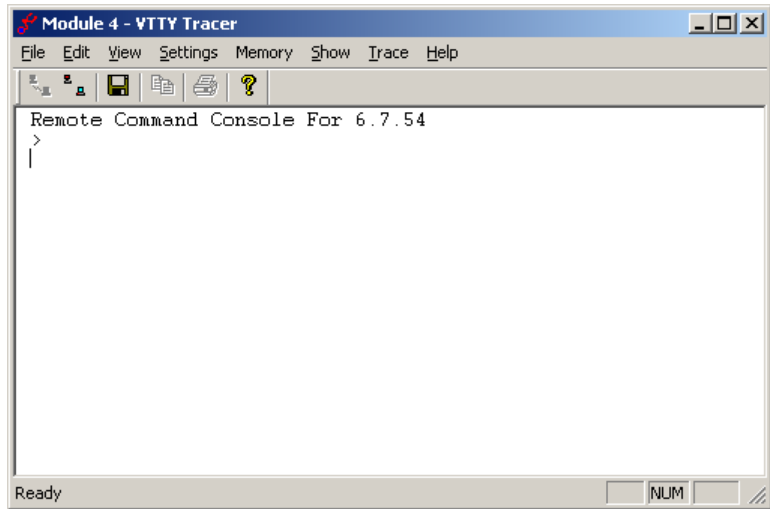 Module 4 - VTTY Tracer
File Edit View Settings Memory Show Trace Help
Remote Command Console For 6.7.54
>
Ready NUM